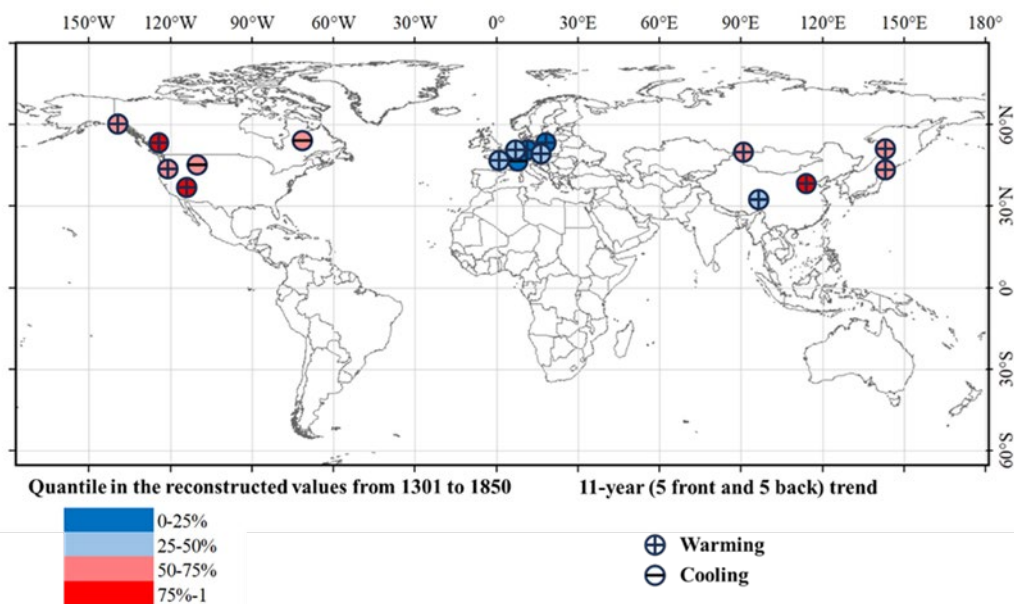 150°W 120°W 90°W 60°W 30°W 0° 30°E 60°E 90°E 120°E 150°E 180°
60°N
30°N
0°
30°S
60°S
Quantile in the reconstructed values from 1301 to 1850
11-year (5 front and 5 back) trend
0-25%
25-50%
50-75%
75%-1
Warming
Cooling